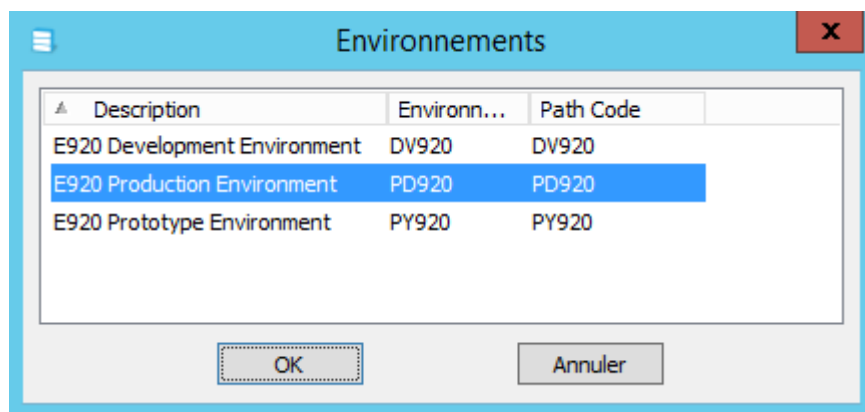 Environnements
x
Description Environn... Path Code
E920 Development Environment DV920 DV920
E920 Production Environment PD920 PD920
E920 Prototype Environment PY920 PY920
OK Annuler